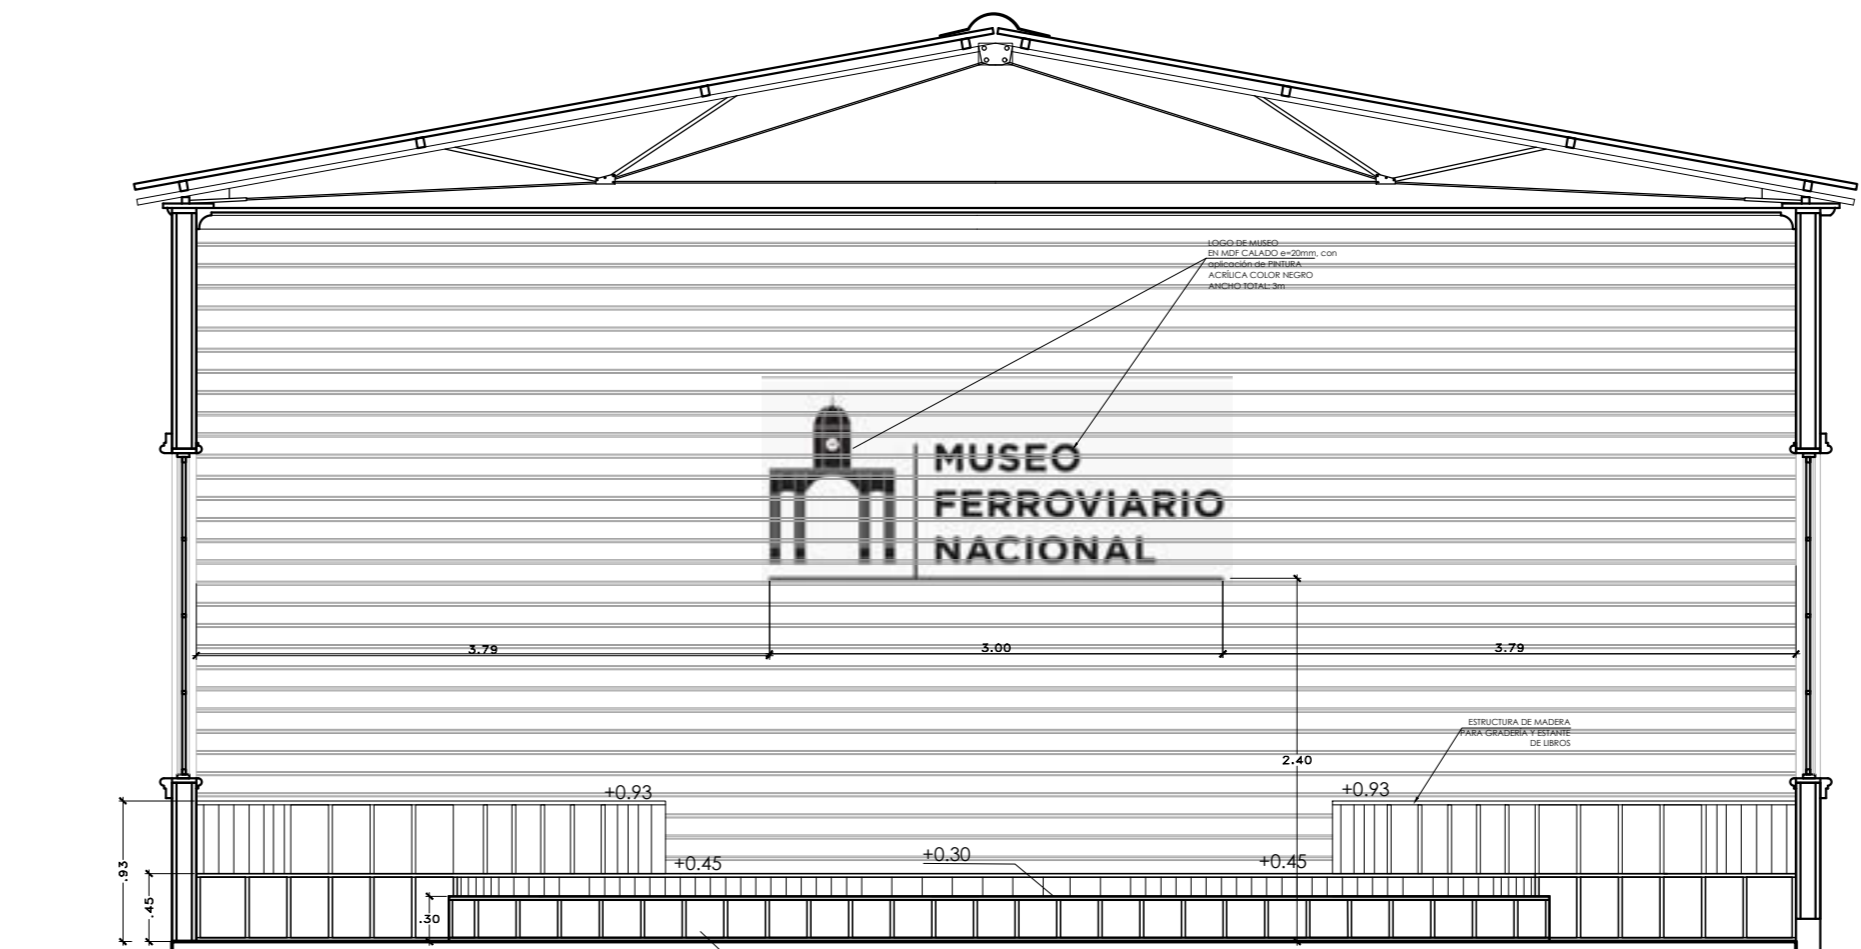 LOGO DE MUSEO
EN MDF CALADO e=20mm, con
aplicación de PINTURA
ACRÍLICA COLOR NEGRO
ANCHO TOTAL: 3m
MUSEO
FERROVIARIO
NACIONAL
3.79
3.00
3.79
ESTRUCTURA DE MADERA
PARA GRADERÍA Y ESTANTE
DE LIBROS
2.40
+0.93
+0.93
+0.45
+0.30
+0.45
.93
.45
.30